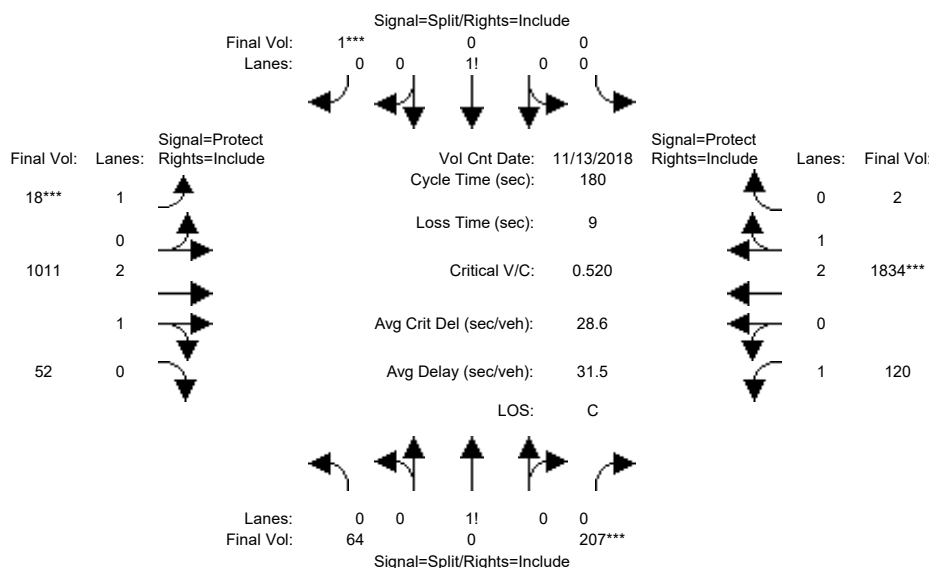 Signal=Split/Rights=Include
Final Vol: 1*** 0 0
Lanes: 0 0 1! 0 0
Signal=Protect Signal=Protect
Final Vol: Lanes: Rights=Include Vol Cnt Date: 11/13/2018 Rights=Include Lanes: Final Vol:
Cycle Time (sec): 180
18*** 1 0 2
Loss Time (sec): 9
0 1
1011 2 Critical V/C: 0.520 2 1834***
1 Avg Crit Del (sec/veh): 28.6 0
52 0 Avg Delay (sec/veh): 31.5 1 120
LOS: C
Lanes: 0 0 1! 0 0
Final Vol: 64 0 207***
Signal=Split/Rights=Include